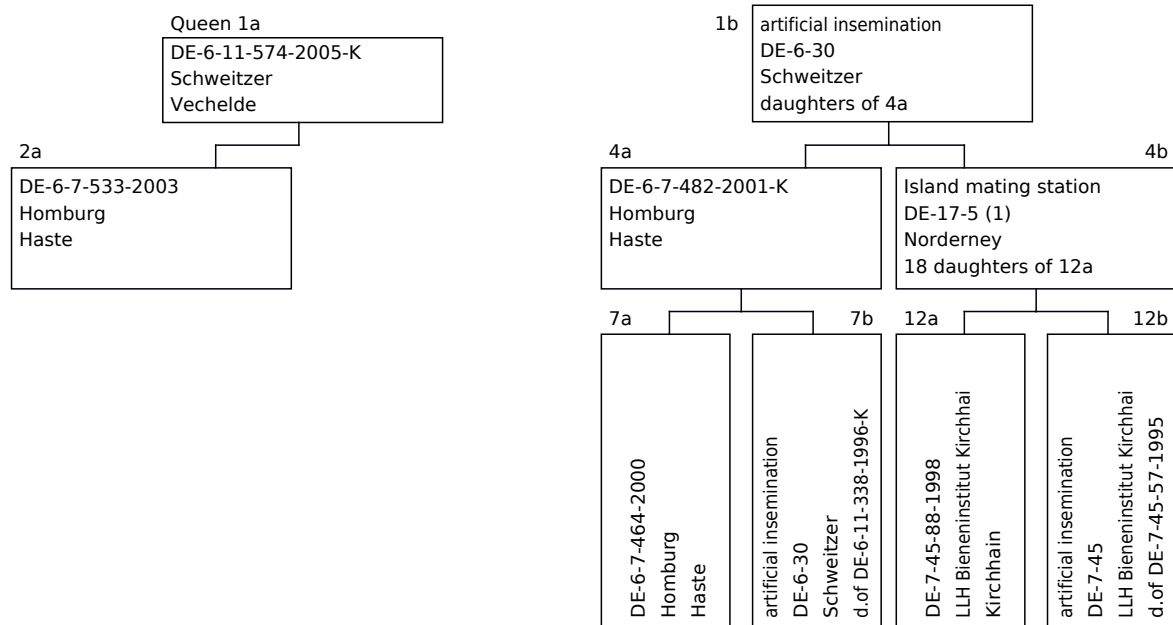 Queen 1a
DE-6-11-574-2005-K
Schweitzer
Vechelde
1b
artificial insemination
DE-6-30
Schweitzer
daughters of 4a
2a
DE-6-7-533-2003
Homburg
Haste
4a
DE-6-7-482-2001-K
Homburg
Haste
4b
Island mating station
DE-17-5 (1)
Norderney
18 daughters of 12a
7a
DE-6-7-464-2000
Homburg
Haste
7b
artificial insemination
DE-6-30
Schweitzer
d.of DE-6-11-338-1996-K
12a
DE-7-45-88-1998
LLH Bieneninstitut Kirchhai
Kirchhain
12b
artificial insemination
DE-7-45
LLH Bieneninstitut Kirchhai
d.of DE-7-45-57-1995